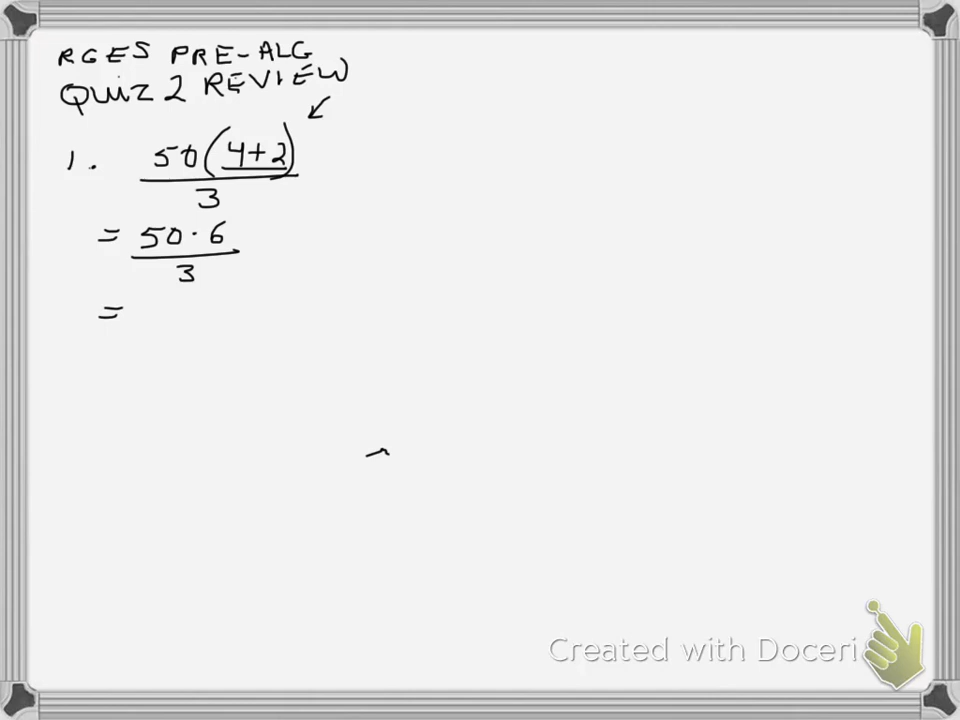 RGES PRE-ALG
QUIZ 2 REVIEW
1. 50(4+2)
3
= 50·6
3
=
Created with Doceri